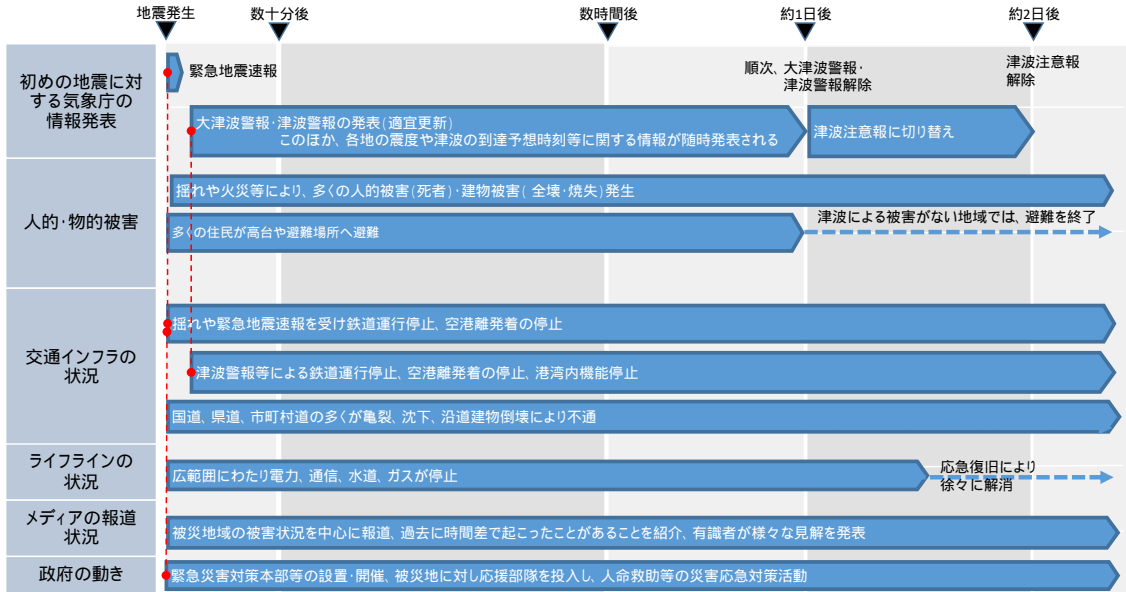 地震発生
数十分後
数時間後
約1日後
約2日後
初めの地震に対
する気象庁の
情報発表
緊急地震速報
順次、大津波警報・
津波警報解除
津波注意報
解除
大津波警報・津波警報の発表(適宜更新)
このほか、各地の震度や津波の到達予想時刻等に関する情報が随時発表される
津波注意報に切り替え
人的・物的被害
揺れや火災等により、多くの人的被害(死者)・建物被害( 全壊・焼失)発生
多くの住民が高台や避難場所へ避難
津波による被害がない地域では、避難を終了
交通インフラの
状況
揺れや緊急地震速報を受け鉄道運行停止、空港離発着の停止
津波警報等による鉄道運行停止、空港離発着の停止、港湾内機能停止
国道、県道、市町村道の多くが亀裂、沈下、沿道建物倒壊により不通
ライフラインの
状況
広範囲にわたり電力、通信、水道、ガスが停止
応急復旧により
徐々に解消
メディアの報道
状況
被災地域の被害状況を中心に報道、過去に時間差で起こったことがあることを紹介、有識者が様々な見解を発表
政府の動き
緊急災害対策本部等の設置・開催、被災地に対し応援部隊を投入し、人命救助等の災害応急対策活動